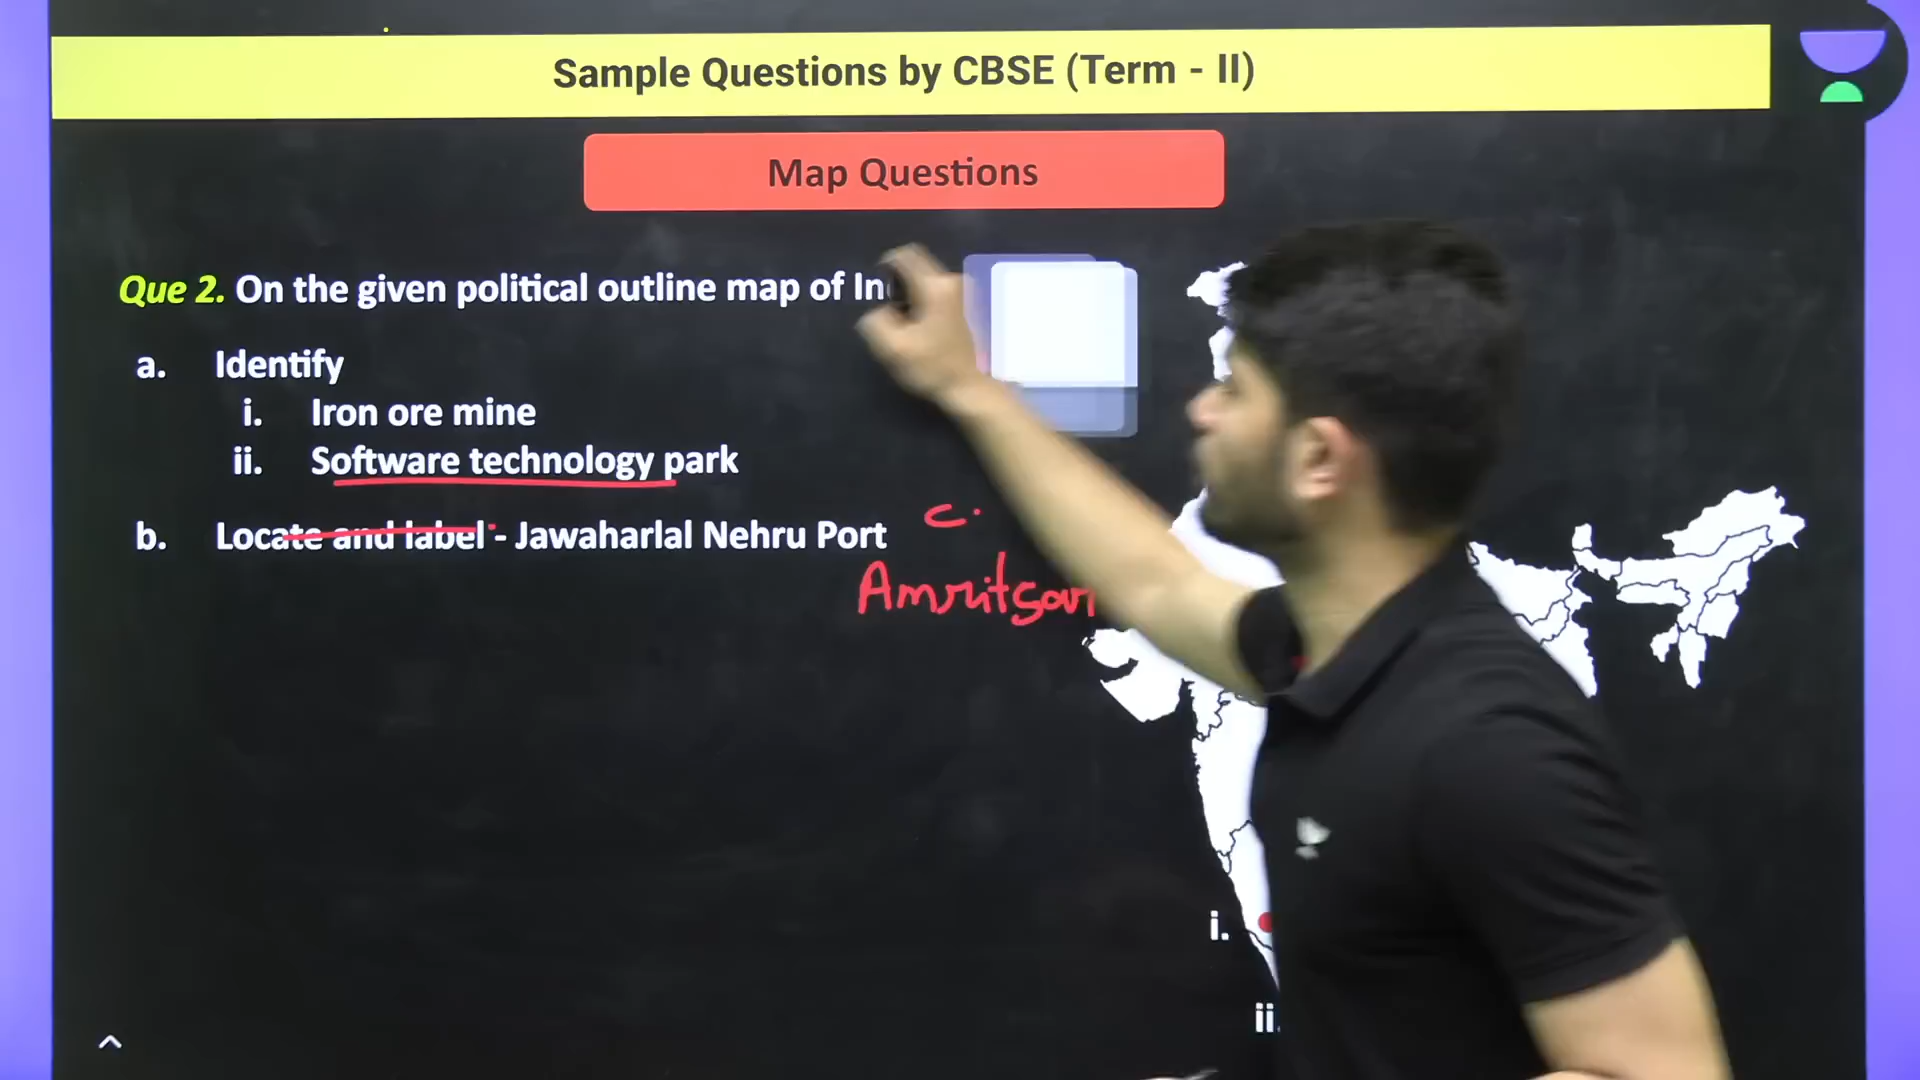 Sample Questions by CBSE (Term - II)
Map Questions
Que 2. On the given political outline map of
a. Identify
i. Iron ore mine
ii. Software technology park
b. Locate and label - Jawaharlal Nehru Port
c.
Amritsar
i.
ii.